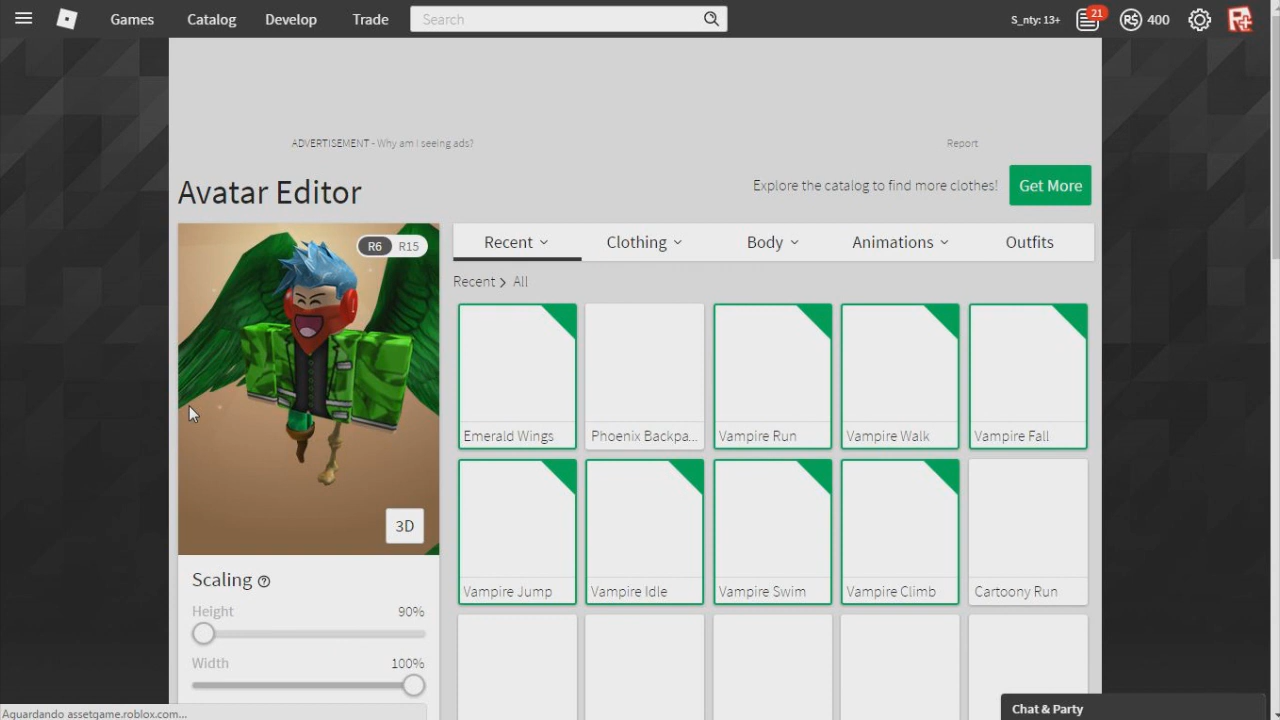 Games Catalog Develop Trade Search S_nty: 13+ 21 R$ 400
ADVERTISEMENT - Why am I seeing ads? Report
Avatar Editor
Explore the catalog to find more clothes! Get More
R6 R15
Recent Clothing Body Animations Outfits
Recent > All
Emerald Wings Phoenix Backpa... Vampire Run Vampire Walk Vampire Fall
3D
Vampire Jump Vampire Idle Vampire Swim Vampire Climb Cartoony Run
Scaling ?
Height 90%
Width 100%
Chat & Party
Aguardando assetgame.roblox.com...